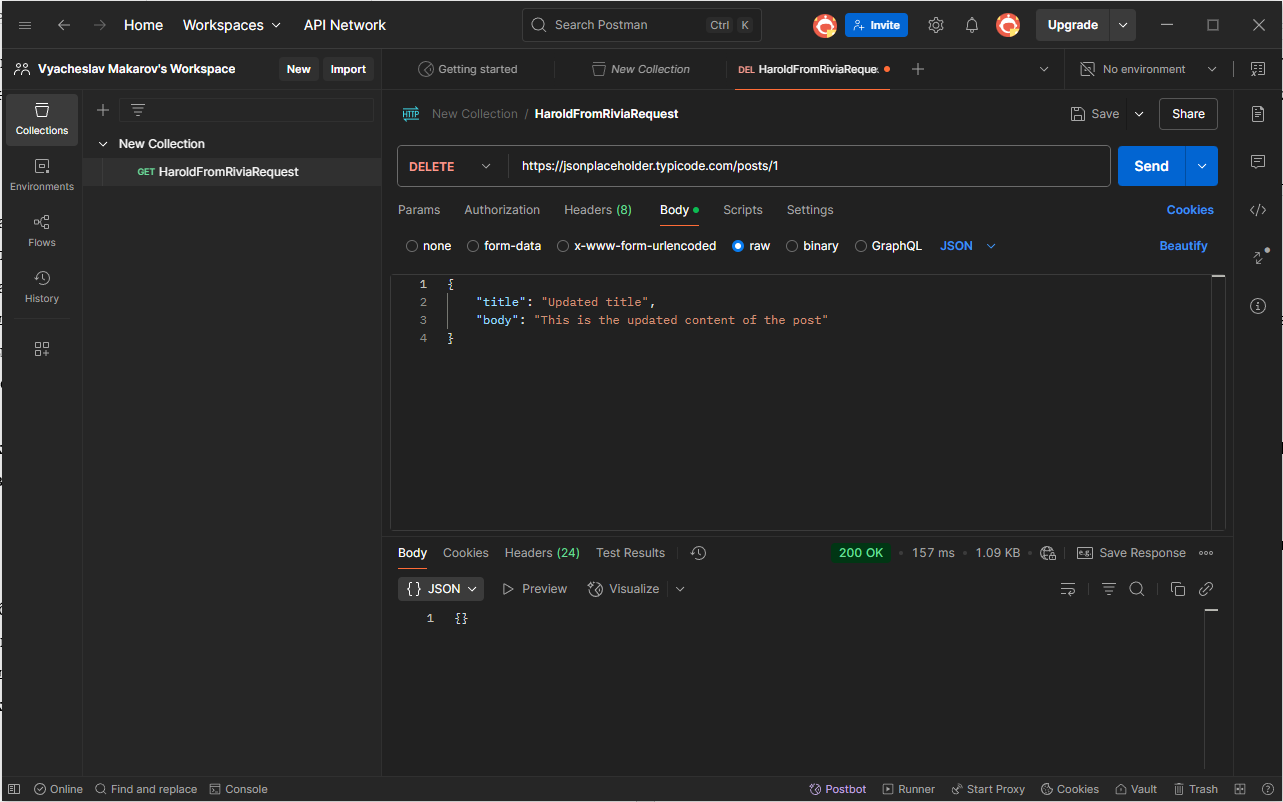 Home Workspaces API Network Search Postman Ctrl K Invite Upgrade
Vyacheslav Makarov's Workspace New Import Getting started New Collection DEL HaroldFromRiviaReque No environment
Collections
Environments
Flows
History
New Collection
GET HaroldFromRiviaRequest
HTTP New Collection / HaroldFromRiviaRequest Save Share
DELETE https://jsonplaceholder.typicode.com/posts/1 Send
Params Authorization Headers (8) Body Scripts Settings Cookies
none form-data x-www-form-urlencoded raw binary GraphQL JSON Beautify
1 {
2 "title": "Updated title",
3 "body": "This is the updated content of the post"
4 }
Body Cookies Headers (24) Test Results 200 OK • 157 ms • 1.09 KB • e.g. Save Response
{} JSON Preview Visualize
1 {}
Online Find and replace Console Postbot Runner Start Proxy Cookies Vault Trash